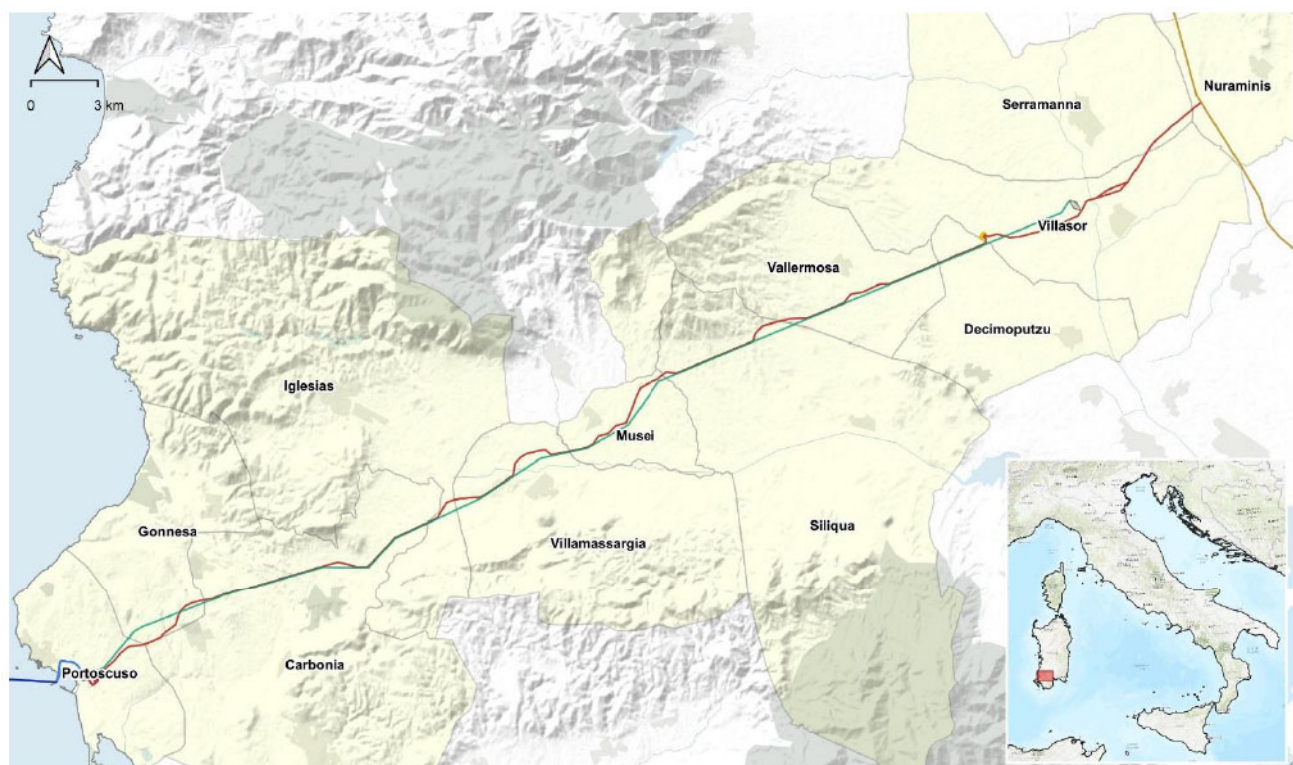 Nuraminis
Serramanna
0 3 km
Villasor
Vallermosa
Decimoputzu
Iglesias
Musei
Gonnesa
Siliqua
Villamassargia
Carbonia
Portoscuso